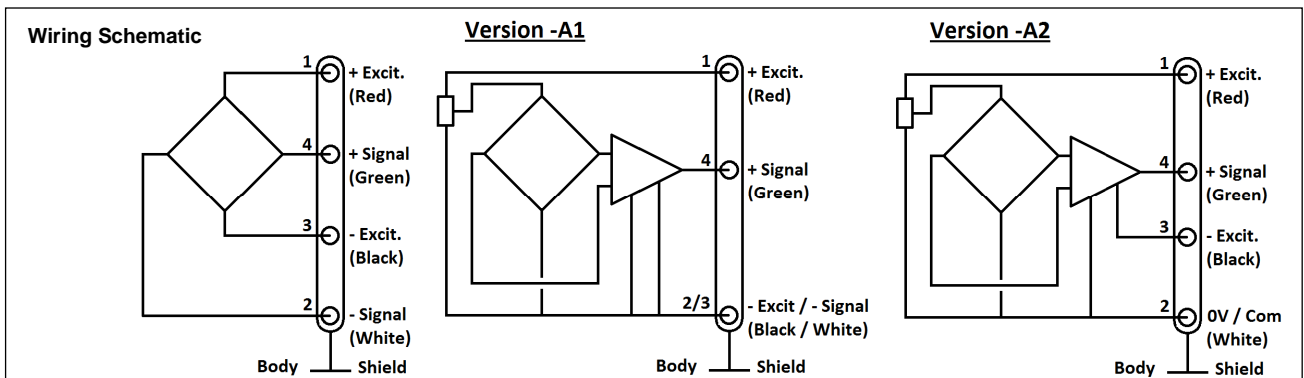 Wiring Schematic
1
+ Excit.
(Red)
4
+ Signal
(Green)
3
- Excit.
(Black)
2
- Signal
(White)
Body
Shield
Version -A1
1
+ Excit.
(Red)
4
+ Signal
(Green)
2/3
- Excit / - Signal
(Black / White)
Body
Shield
Version -A2
1
+ Excit.
(Red)
4
+ Signal
(Green)
3
- Excit.
(Black)
2
0V / Com
(White)
Body
Shield